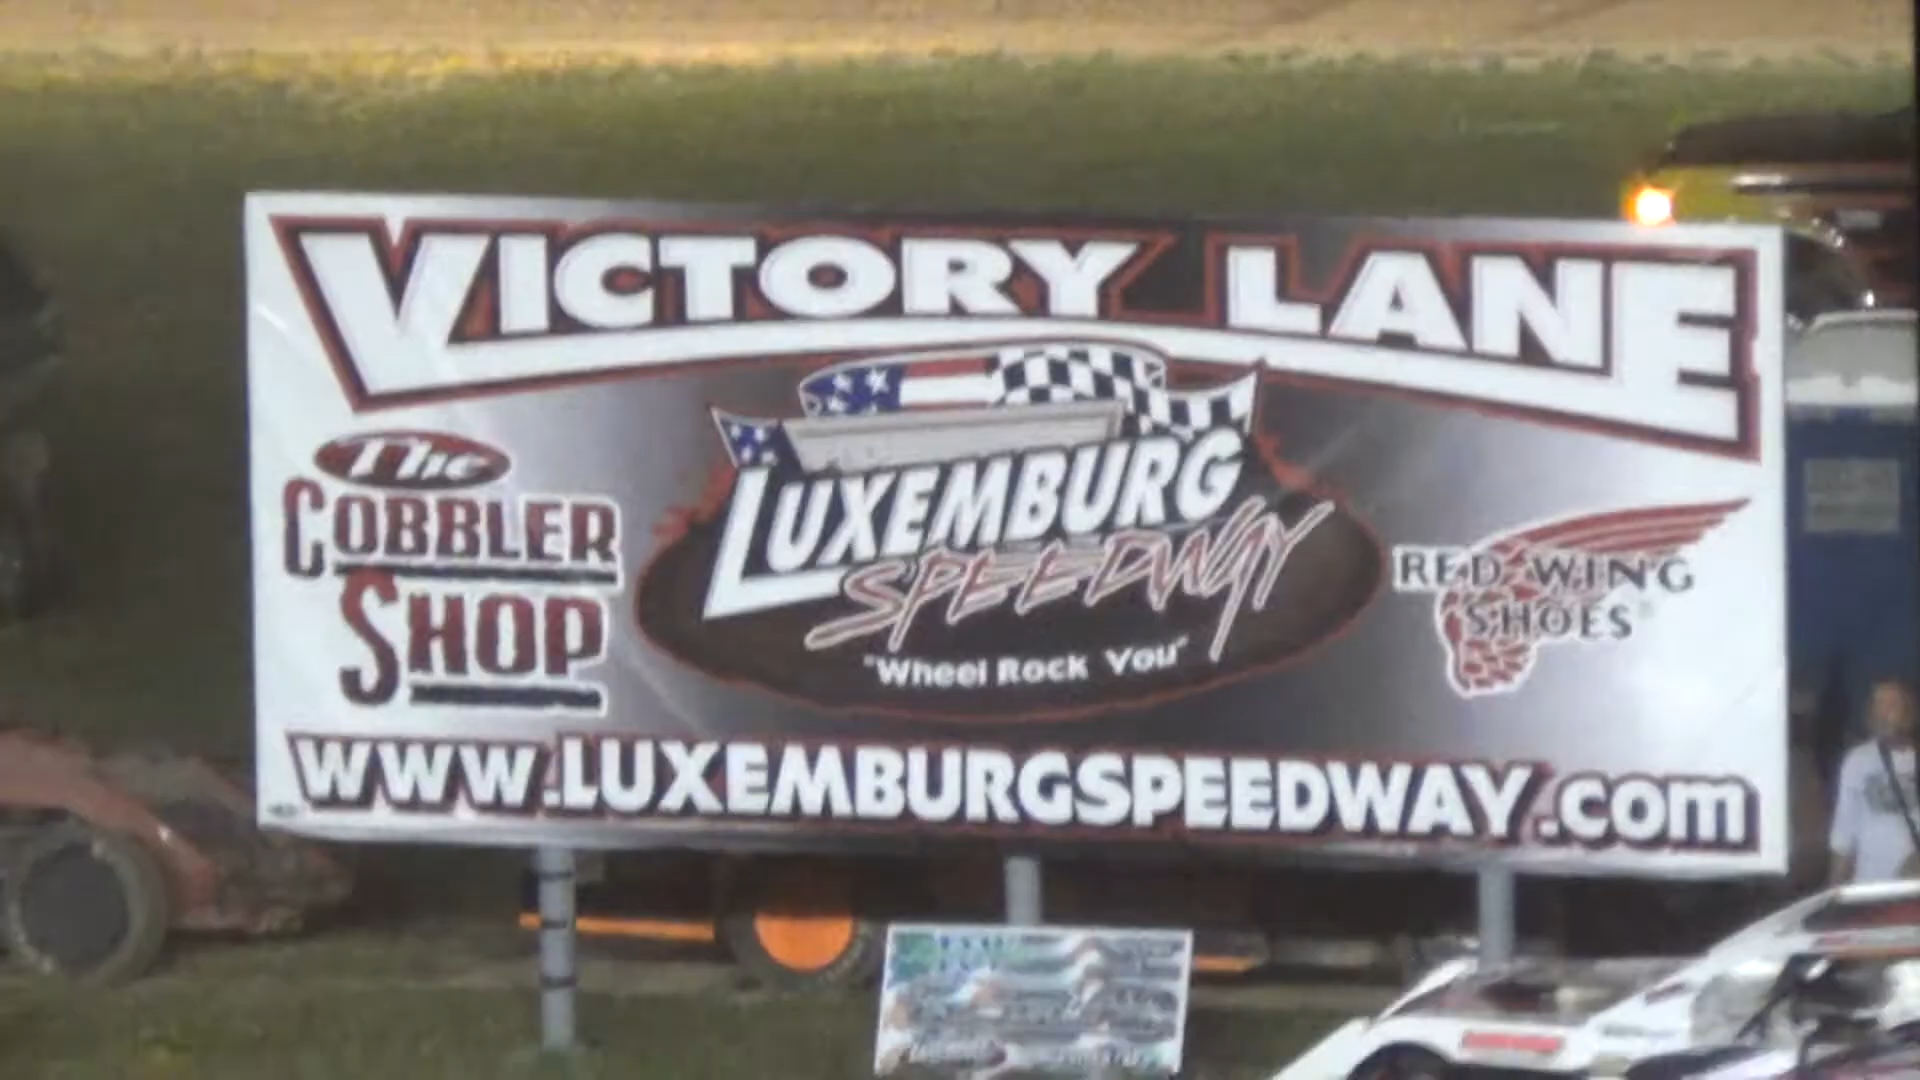 VICTORY LANE
The
COBBLER
SHOP
LUXEMBURG
SPEEDWAY
"Wheel Rock You"
RED WING
SHOES®
www.LUXEMBURGSPEEDWAY.com